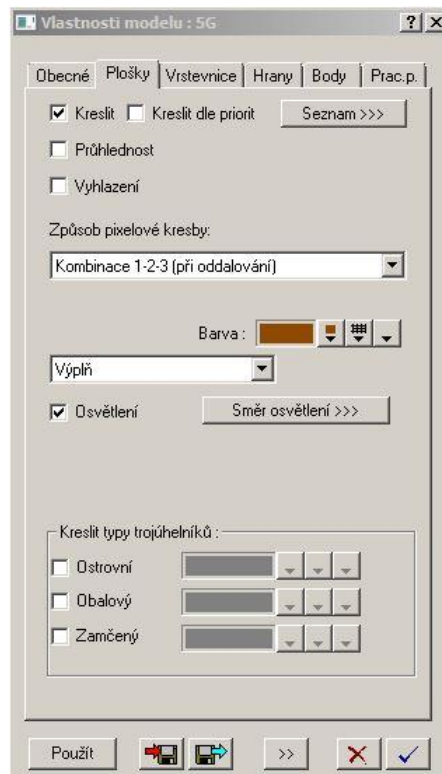 Vlastnosti modelu : 5G
Obecné Plošky Vrstevnice Hrany Body Prac.p.
Kreslit Kreslit dle priorit Seznam >>>
Průhlednost
Vyhlazení
Způsob pixelové kresby:
Kombinace 1-2-3 (při oddalování)
Barva :
Výplň
Osvětlení Směr osvětlení >>>
Kreslit typy trojúhelníků :
Ostrovní
Obalový
Zamčený
Použít >>